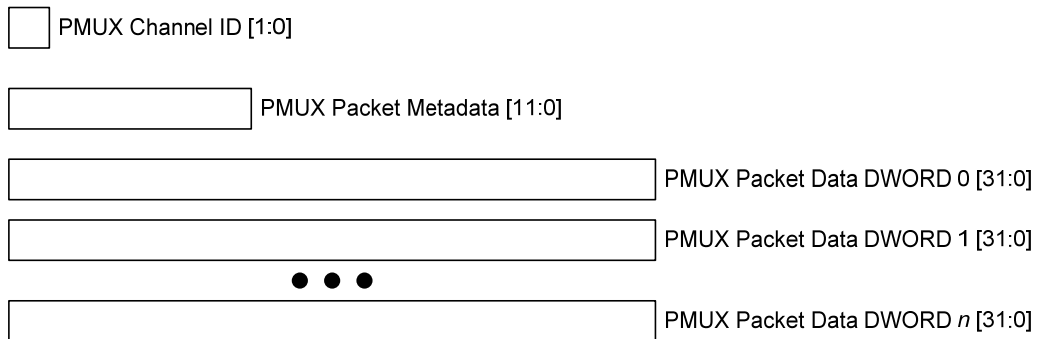 PMUX Channel ID [1:0]
PMUX Packet Metadata [11:0]
PMUX Packet Data DWORD 0 [31:0]
PMUX Packet Data DWORD 1 [31:0]
PMUX Packet Data DWORD n [31:0]